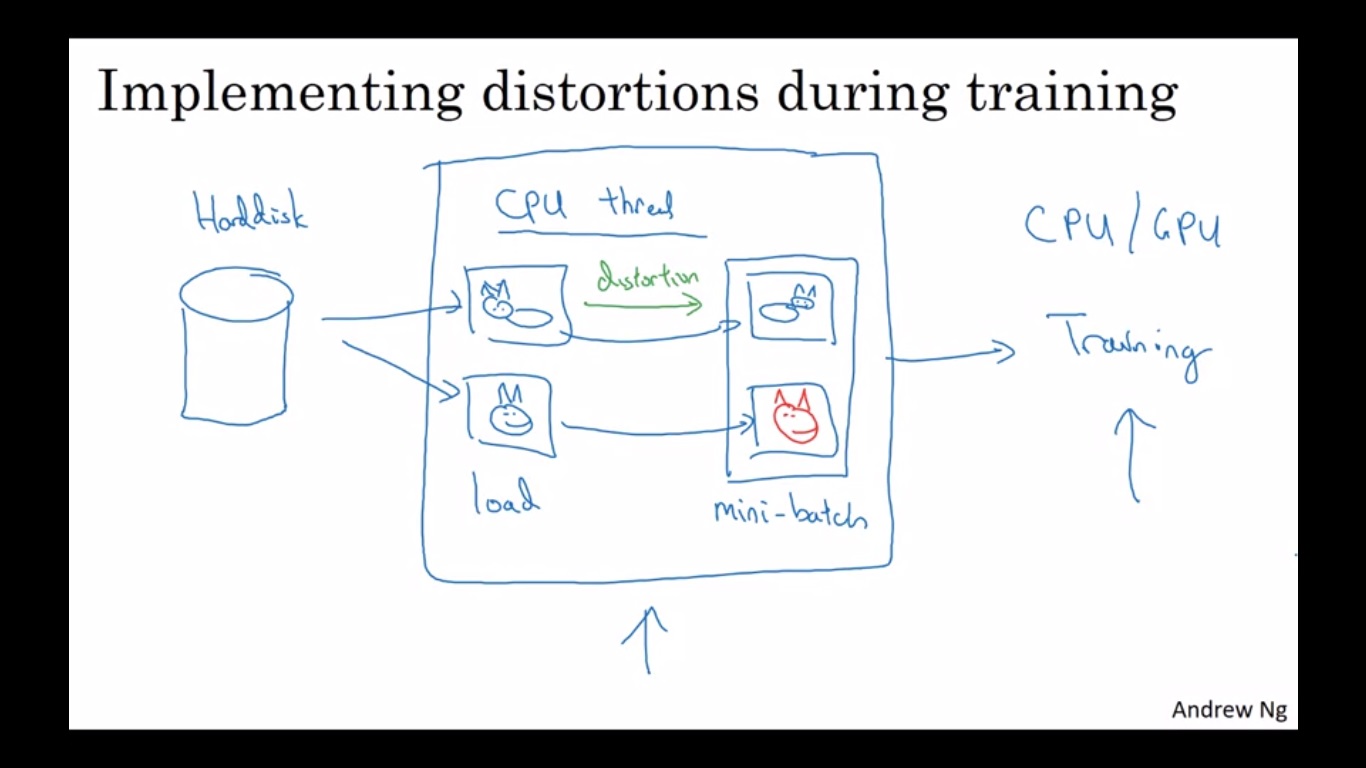 Implementing distortions during training
Harddisk
CPU thread
distortion
load
mini-batch
CPU/GPU
Training
Andrew Ng